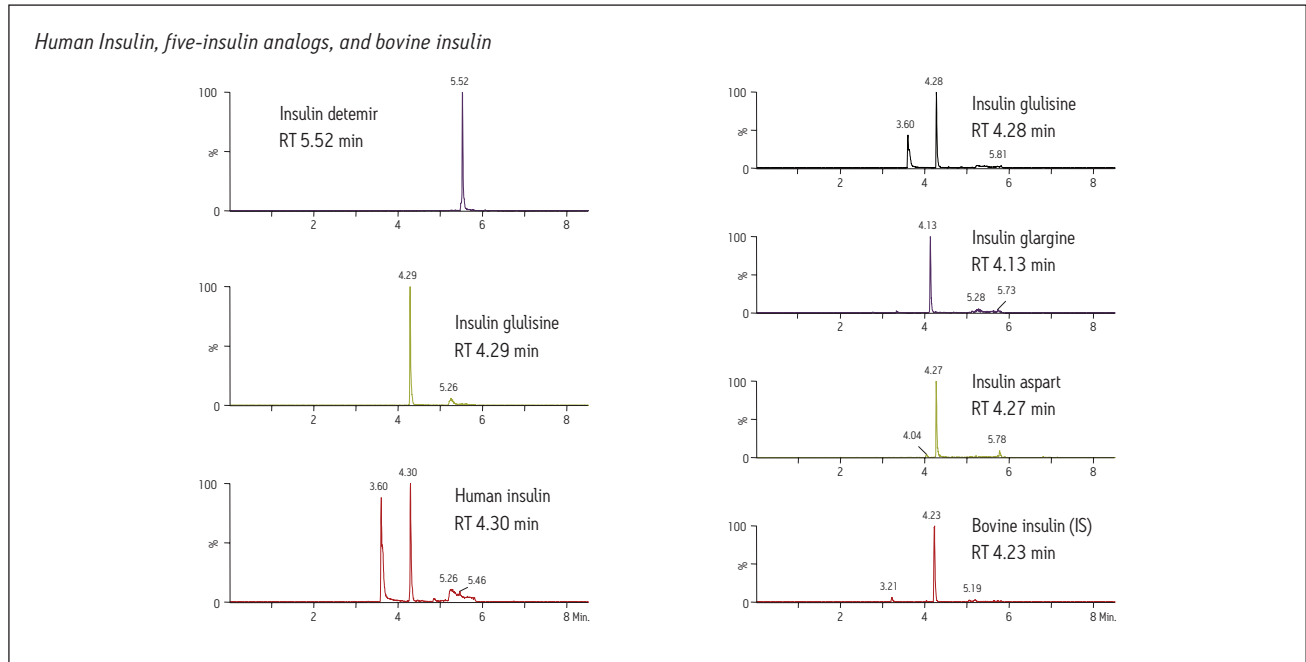 Human Insulin, five-insulin analogs, and bovine insulin
5.52
100
Insulin detemir
RT 5.52 min
%
0
2 4 6 8
4.29
100
Insulin glulisine
RT 4.29 min
%
5.26
0
2 4 6 8
4.30
3.60
100
Human insulin
RT 4.30 min
%
5.26
5.46
0
2 4 6 8 Min.
4.28
100
Insulin glulisine
RT 4.28 min
3.60
%
5.81
0
2 4 6 8
4.13
100
Insulin glargine
RT 4.13 min
%
5.28
5.73
0
2 4 6 8
4.27
100
Insulin aspart
RT 4.27 min
%
4.04
5.78
0
2 4 6 8
4.23
100
Bovine insulin (IS)
RT 4.23 min
%
3.21
5.19
0
2 4 6 8 Min.